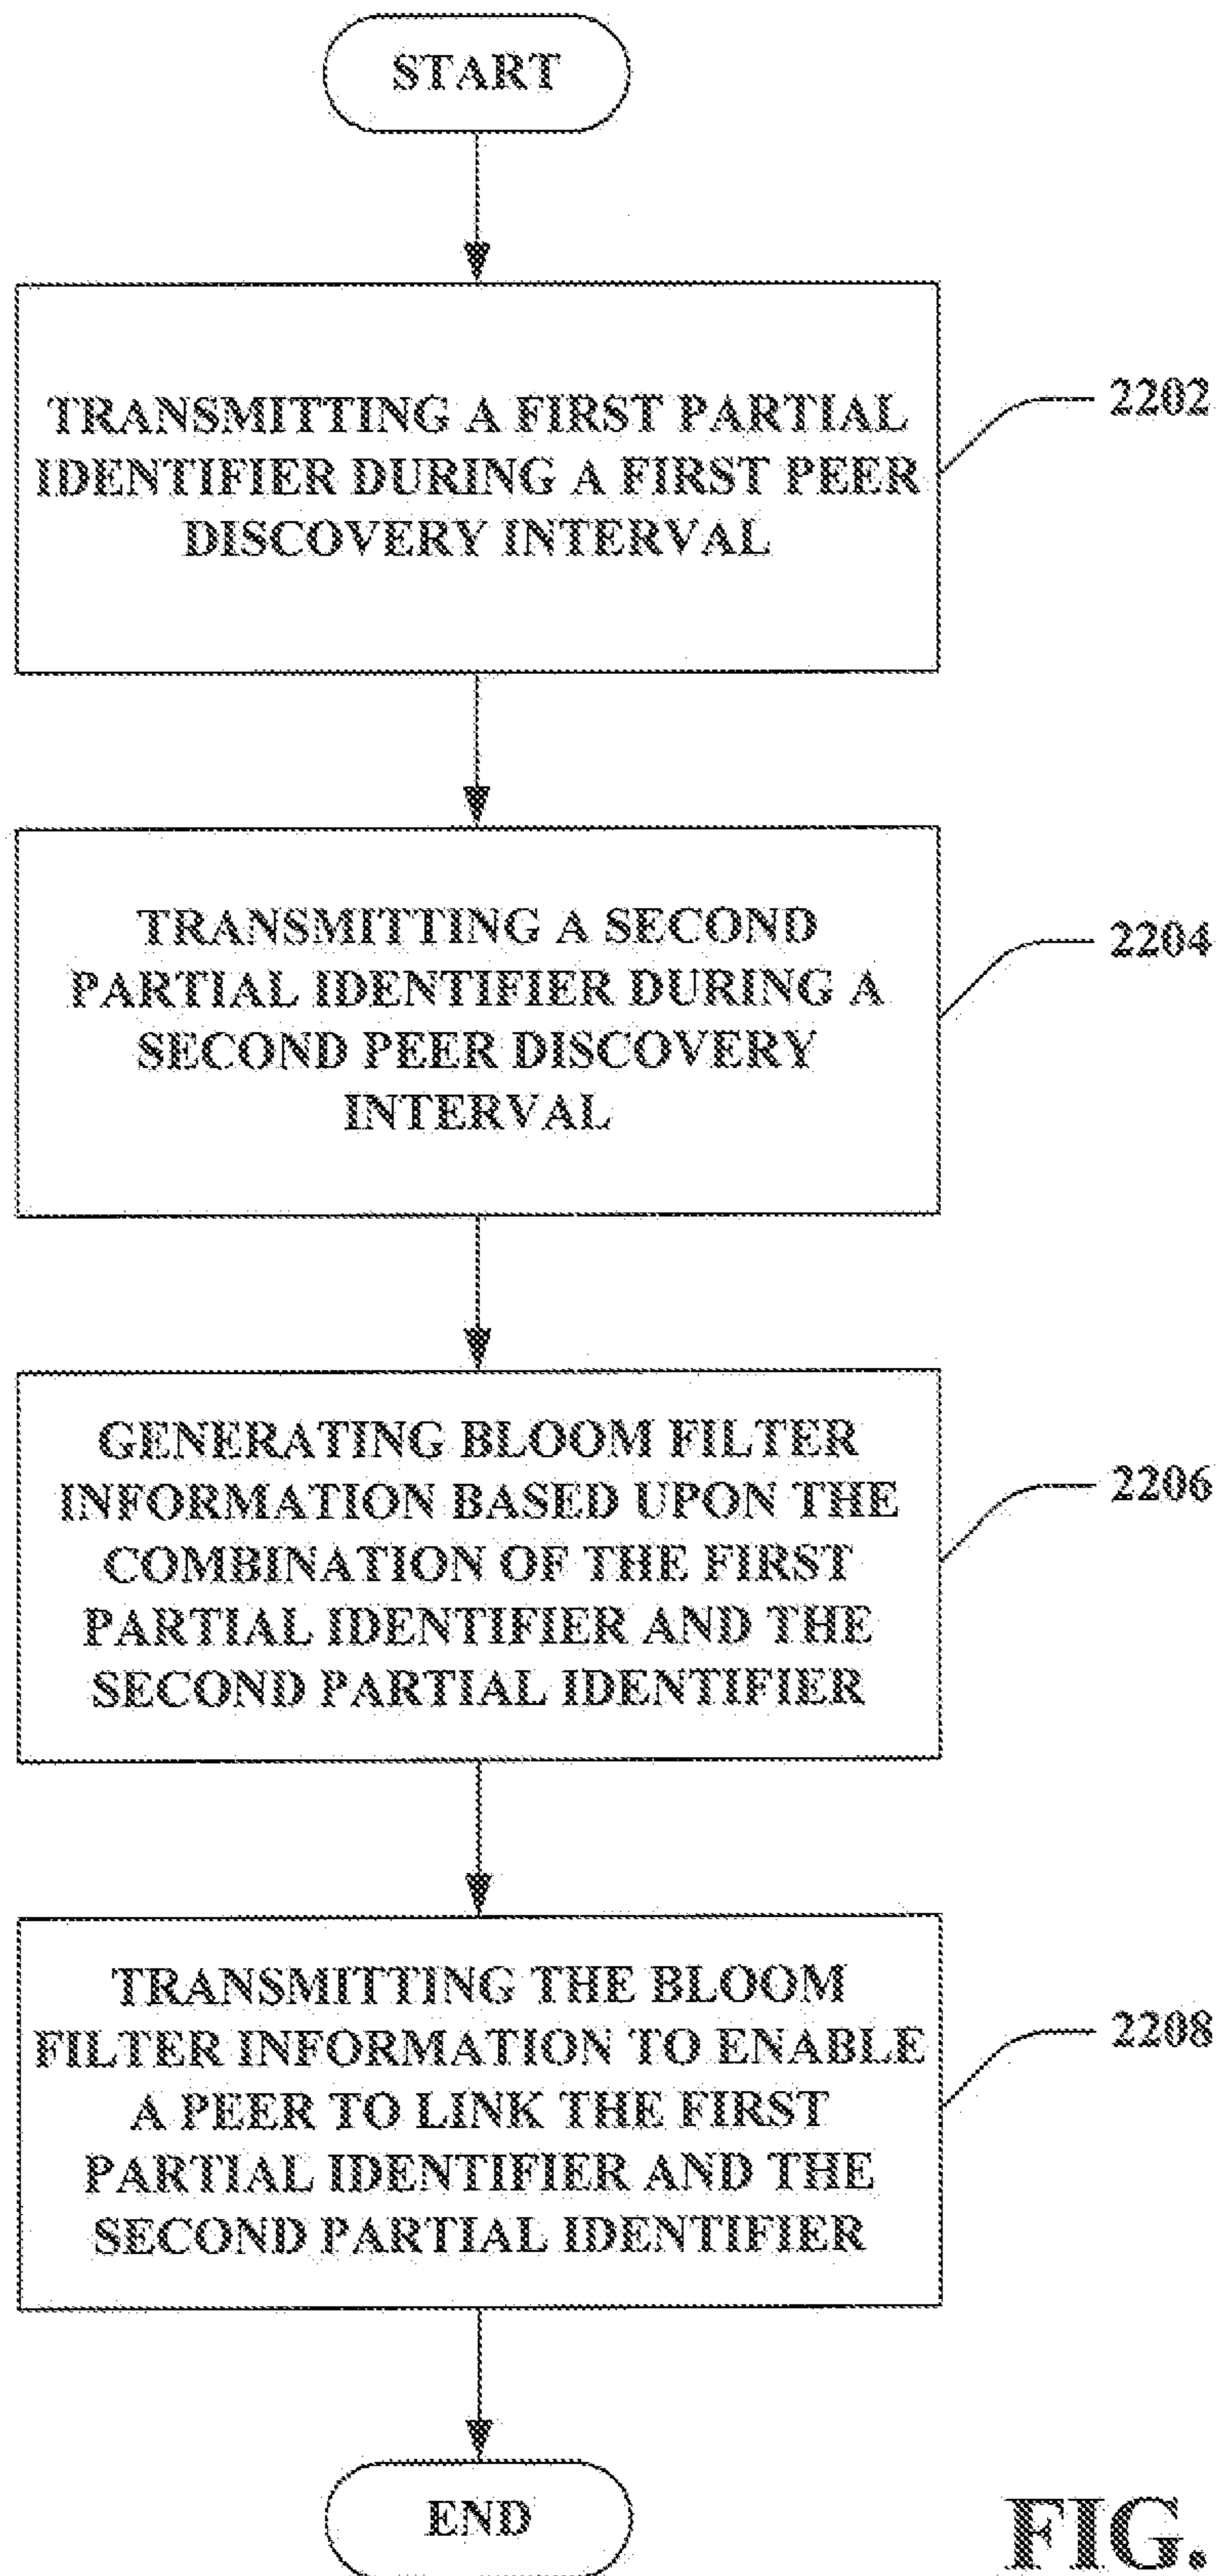 START
TRANSMITTING A FIRST PARTIAL
IDENTIFIER DURING A FIRST PEER
DISCOVERY INTERVAL
2202
TRANSMITTING A SECOND
PARTIAL IDENTIFIER DURING A
SECOND PEER DISCOVERY
INTERVAL
2204
GENERATING BLOOM FILTER
INFORMATION BASED UPON THE
COMBINATION OF THE FIRST
PARTIAL IDENTIFIER AND THE
SECOND PARTIAL IDENTIFIER
2206
TRANSMITTING THE BLOOM
FILTER INFORMATION TO ENABLE
A PEER TO LINK THE FIRST
PARTIAL IDENTIFIER AND THE
SECOND PARTIAL IDENTIFIER
2208
END
FIG.